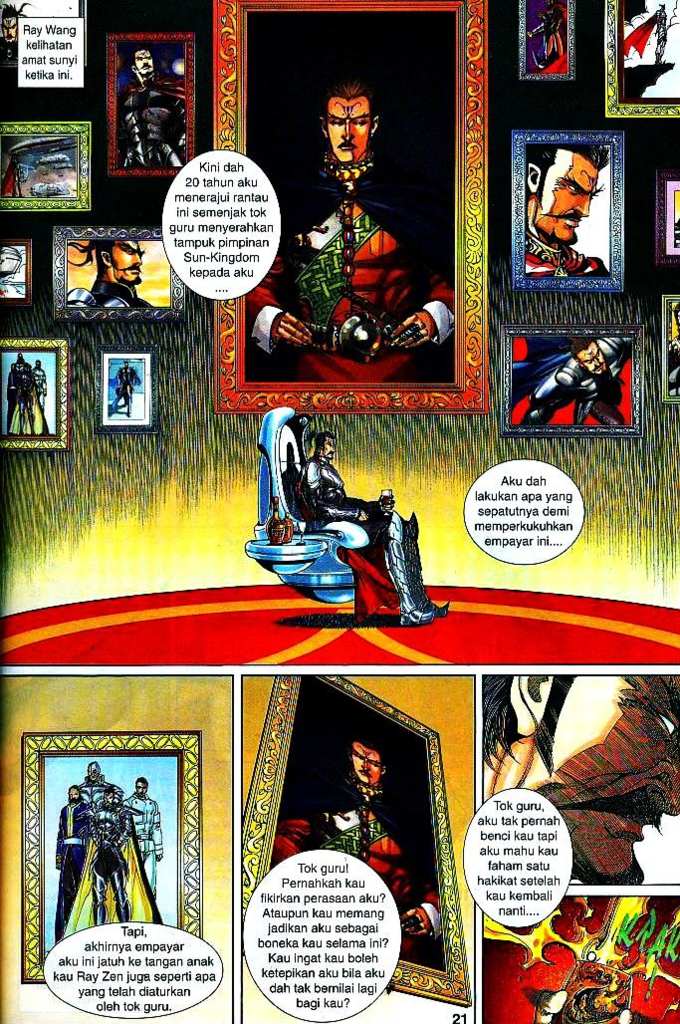 Ray Wang
kelihatan
amat sunyi
ketika ini.
Kini dah
20 tahun aku
menerajui rantau
ini semenjak tok
guru menyerahkan
tampuk pimpinan
Sun-Kingdom
kepada aku
....
Aku dah
lakukan apa yang
sepatutnya demi
memperkukuhkan
empayar ini....
Tapi,
akhirnya empayar
aku ini jatuh ke tangan anak
kau Ray Zen juga seperti apa
yang telah diaturkan
oleh tok guru.
Tok guru!
Pernahkah kau
fikirkan perasaan aku?
Ataupun kau memang
jadikan aku sebagai
boneka kau selama ini?
Kau ingat kau boleh
ketepikan aku bila aku
dah tak bernilai lagi
bagi kau?
Tok guru,
aku tak pernah
benci kau tapi
aku mahu kau
faham satu
hakikat setelah
kau kembali
nanti....
21